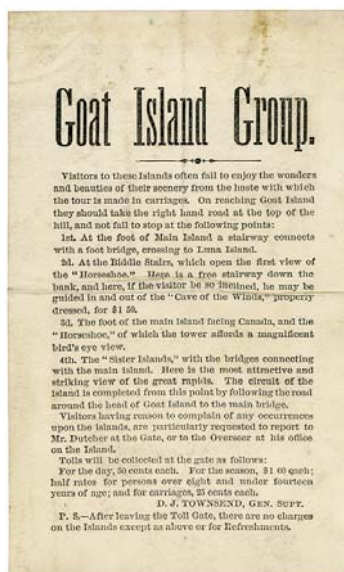 Goat Island Group.
Visitors to these Islands often fail to enjoy the wonders
and beauties of their scenery from the haste with which
the tour is made in carriages. On reaching Goat Island
they should take the right hand road at the top of the
hill, and not fail to stop at the following points:
1st. At the foot of Main Island a stairway connects
with a foot bridge, crossing to Luna Island.
2d. At the Biddle Stairs, which open the first view of
the "Horseshoe." Here is a free stairway down the
bank, and here, if the visitor be so inclined, he may be
guided in and out of the "Cave of the Winds," properly
dressed, for $1 50.
3d. The foot of the main island facing Canada, and the
"Horseshoe," of which the tower affords a magnificent
bird's eye view.
4th. The "Sister Islands," with the bridges connecting
with the main island. Here is the most attractive and
striking view of the great rapids. The circuit of the
island is completed from this point by following the road
around the head of Goat Island to the main bridge.
Visitors having reason to complain of any occurrences
upon the islands, are particularly requested to report to
Mr. Dutcher at the Gate, or to the Overseer at his office
on the Island.
Tolls will be collected at the gate as follows:
For the day, 50 cents each. For the season, $1 00 each;
half rates for persons over eight and under fourteen
years of age; and for carriages, 25 cents each.
D. J. TOWNSEND, GEN. SUPT.
P. S.—After leaving the Toll Gate, there are no charges
on the Islands except as above or for Refreshments.